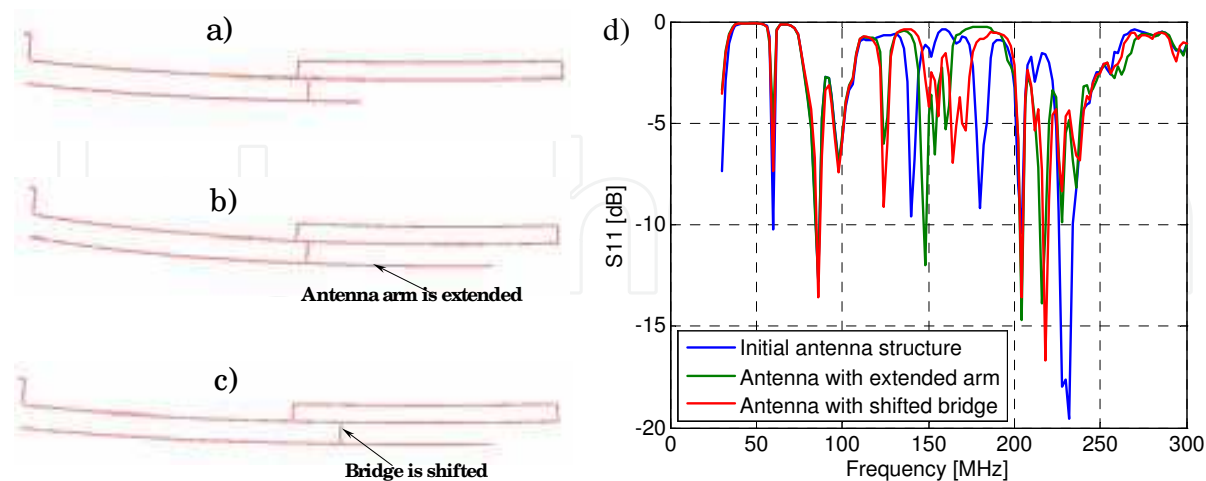 a)
b)
Antenna arm is extended
c)
Bridge is shifted
d)
0
-5
-10
-15
-20
S11 [dB]
Initial antenna structure
Antenna with extended arm
Antenna with shifted bridge
0 50 100 150 200 250 300
Frequency [MHz]